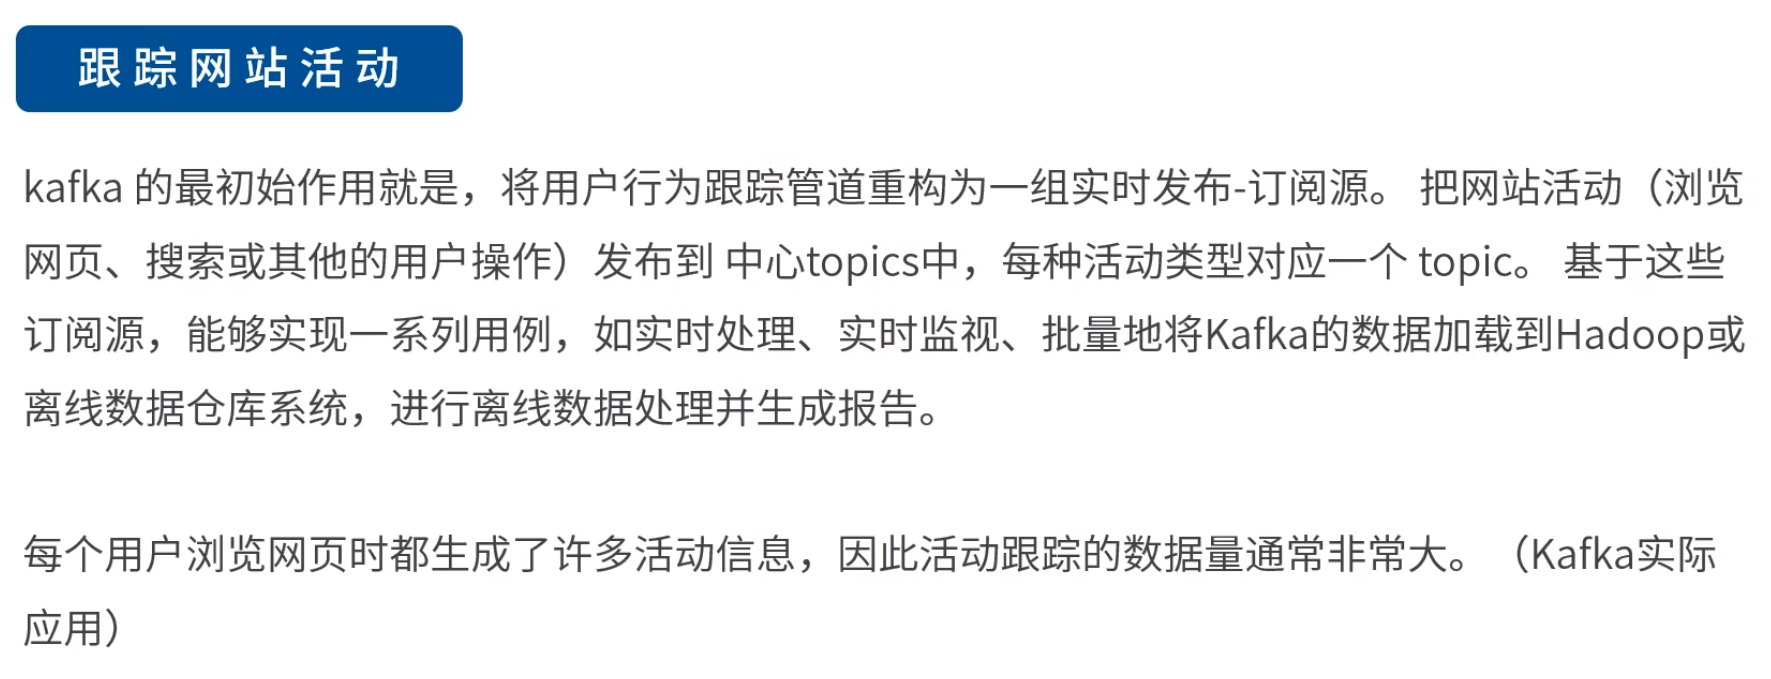 跟踪网站活动
kafka 的最初始作用就是，将用户行为跟踪管道重构为一组实时发布-订阅源。 把网站活动（浏览
网页、搜索或其他的用户操作）发布到 中心topics中，每种活动类型对应一个 topic。 基于这些
订阅源，能够实现一系列用例，如实时处理、实时监视、批量地将Kafka的数据加载到Hadoop或
离线数据仓库系统，进行离线数据处理并生成报告。
每个用户浏览网页时都生成了许多活动信息，因此活动跟踪的数据量通常非常大。（Kafka实际
应用）